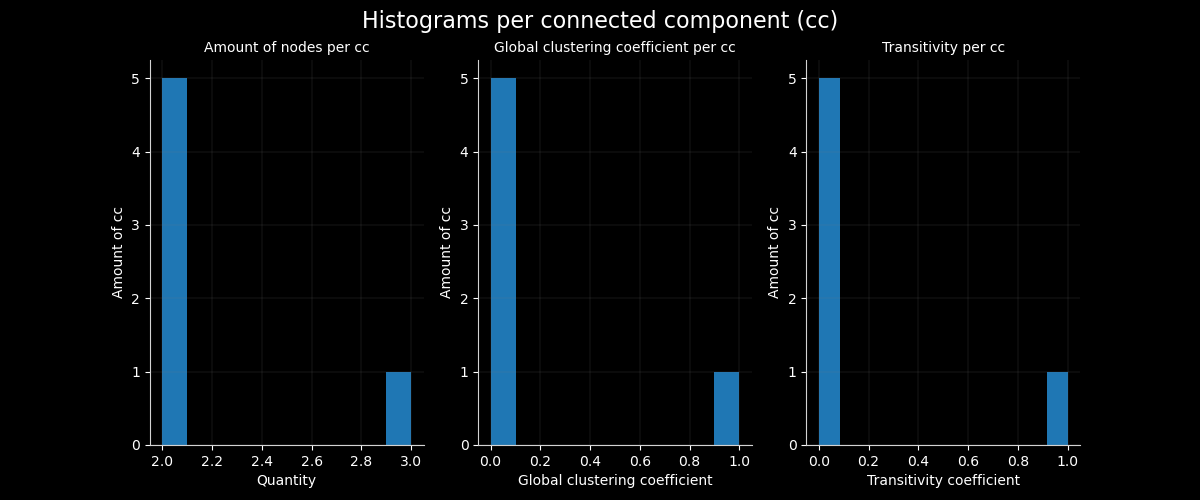 Histograms per connected component (cc)
Amount of nodes per cc
Global clustering coefficient per cc
Transitivity per cc
5
4
3
2
1
0
Amount of cc
2.0 2.2 2.4 2.6 2.8 3.0
Quantity
5
4
3
2
1
0
Amount of cc
0.0 0.2 0.4 0.6 0.8 1.0
Global clustering coefficient
5
4
3
2
1
0
Amount of cc
0.0 0.2 0.4 0.6 0.8 1.0
Transitivity coefficient